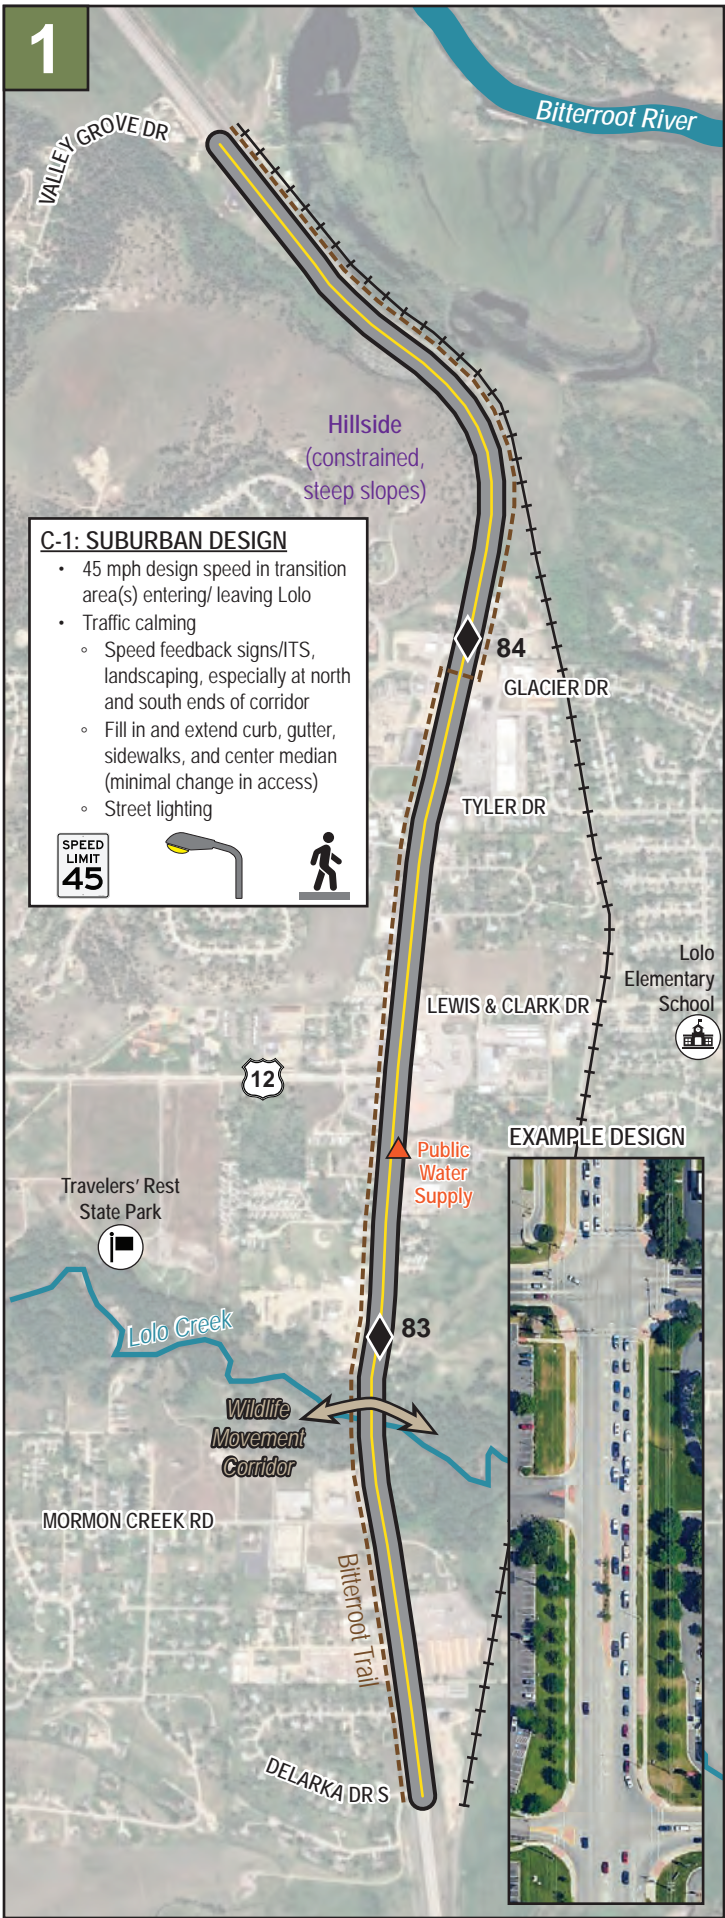 1
Bitterroot River
VALLEY GROVE DR
Hillside
(constrained,
steep slopes)
C-1: SUBURBAN DESIGN
• 45 mph design speed in transition
area(s) entering/ leaving Lolo
• Traffic calming
◦ Speed feedback signs/ITS,
landscaping, especially at north
and south ends of corridor
◦ Fill in and extend curb, gutter,
sidewalks, and center median
(minimal change in access)
◦ Street lighting
SPEED
LIMIT
45
84
GLACIER DR
TYLER DR
Lolo
Elementary
School
LEWIS & CLARK DR
12
EXAMPLE DESIGN
Public
Water
Supply
Travelers' Rest
State Park
Lolo Creek
83
Wildlife
Movement
Corridor
MORMON CREEK RD
Bitterroot Trail
DELARKA DR S